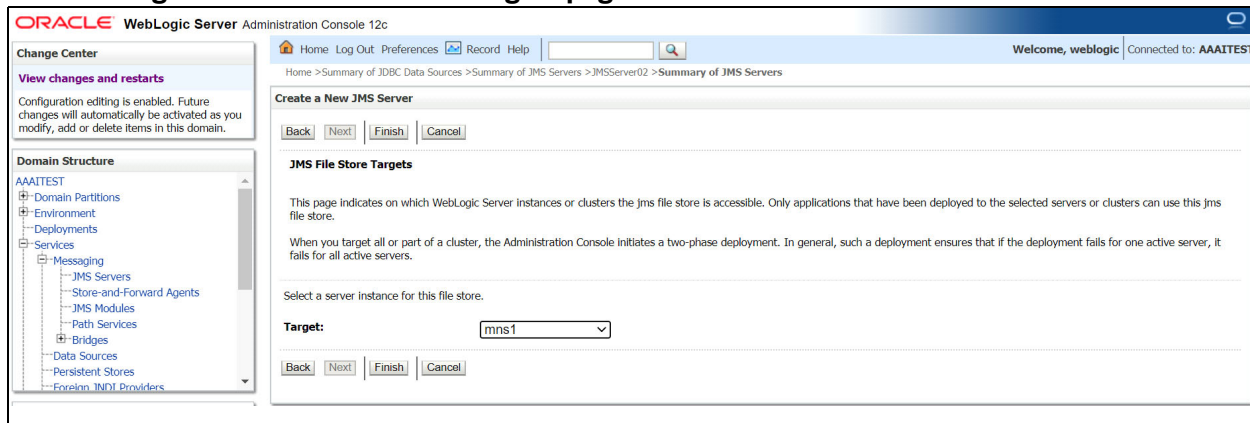 ORACLE WebLogic Server Administration Console 12c
Change Center
View changes and restarts
Configuration editing is enabled. Future
changes will automatically be activated as you
modify, add or delete items in this domain.
Domain Structure
AAAITEST
Domain Partitions
Environment
Deployments
Services
Messaging
JMS Servers
Store-and-Forward Agents
JMS Modules
Path Services
Bridges
Data Sources
Persistent Stores
Foreign JNDI Providers
Home Log Out Preferences Record Help
Welcome, weblogic Connected to: AAAITEST
Home >Summary of JDBC Data Sources >Summary of JMS Servers >JMSServer02 >Summary of JMS Servers
Create a New JMS Server
Back Next Finish Cancel
JMS File Store Targets
This page indicates on which WebLogic Server instances or clusters the jms file store is accessible. Only applications that have been deployed to the selected servers or clusters can use this jms
file store.
When you target all or part of a cluster, the Administration Console initiates a two-phase deployment. In general, such a deployment ensures that if the deployment fails for one active server, it
fails for all active servers.
Select a server instance for this file store.
Target: mns1
Back Next Finish Cancel